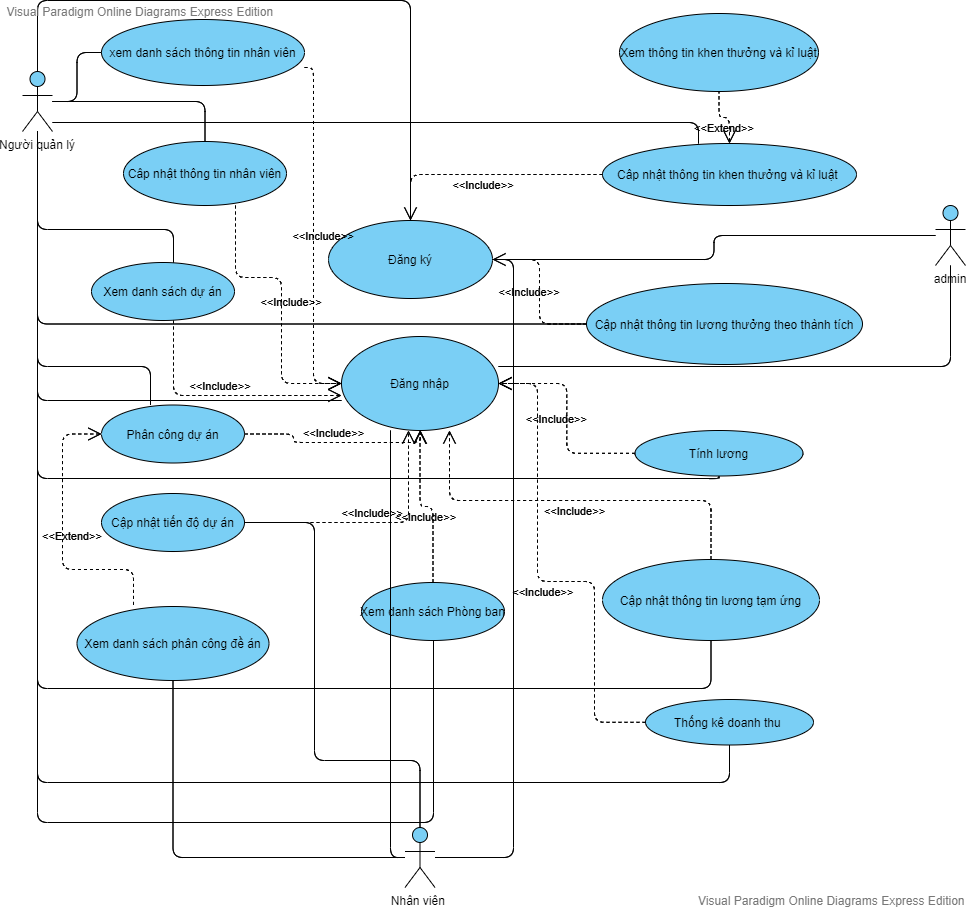 Visual Paradigm Online Diagrams Express Edition
xem danh sách thông tin nhân viên
Xem thông tin khen thưởng và kỉ luật
<<Extend>>
Người quản lý
Cập nhật thông tin nhân viên
Cập nhật thông tin khen thưởng và kỉ luật
<<Include>>
<<Include>>
Đăng ký
admin
Xem danh sách dự án
<<Include>>
<<Include>>
Cập nhật thông tin lương thưởng theo thành tích
Đăng nhập
<<Include>>
<<Include>>
Phân công dự án
<<Include>>
Tính lương
Cập nhật tiến độ dự án
<<Include>>
<<Include>>
<<Include>>
<<Extend>>
<<Include>>
Cập nhật thông tin lương tạm ứng
Xem danh sách Phòng ban
Xem danh sách phân công đề án
Thống kê doanh thu
Nhân viên
Visual Paradigm Online Diagrams Express Edition